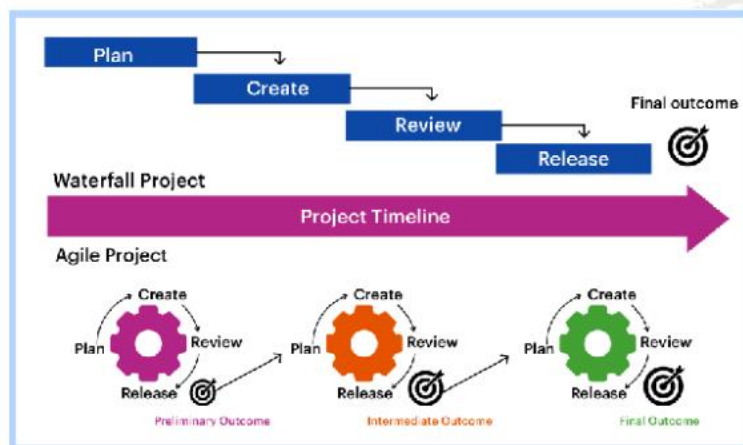 Plan
Create
Review
Release
Final outcome
Waterfall Project
Project Timeline
Agile Project
Create
Plan
Review
Release
Preliminary Outcome
Create
Plan
Review
Release
Intermediate Outcome
Create
Plan
Review
Release
Final Outcome